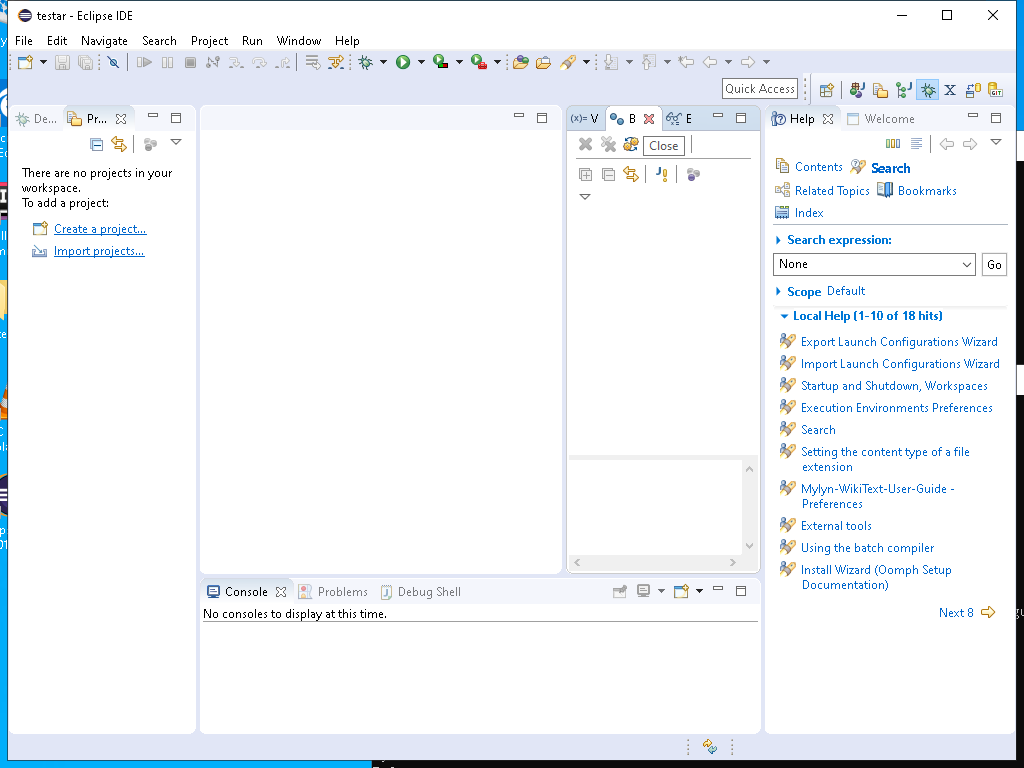 testar - Eclipse IDE
File Edit Navigate Search Project Run Window Help
Quick Access
De... Pr... (x)= V B E Help Welcome
Close
Contents Search
Related Topics Bookmarks
Index
There are no projects in your
workspace.
To add a project:
Create a project...
Import projects...
Search expression:
None Go
Scope Default
Local Help (1-10 of 18 hits)
Export Launch Configurations Wizard
Import Launch Configurations Wizard
Startup and Shutdown, Workspaces
Execution Environments Preferences
Search
Setting the content type of a file
extension
Mylyn-WikiText-User-Guide -
Preferences
External tools
Using the batch compiler
Install Wizard (Oomph Setup
Documentation)
Next 8
Console Problems Debug Shell
No consoles to display at this time.